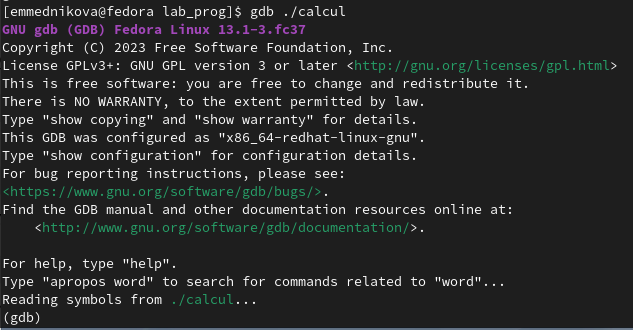 [emmednikova@fedora lab_prog]$ gdb ./calcul
GNU gdb (GDB) Fedora Linux 13.1-3.fc37
Copyright (C) 2023 Free Software Foundation, Inc.
License GPLv3+: GNU GPL version 3 or later <http://gnu.org/licenses/gpl.html>
This is free software: you are free to change and redistribute it.
There is NO WARRANTY, to the extent permitted by law.
Type "show copying" and "show warranty" for details.
This GDB was configured as "x86_64-redhat-linux-gnu".
Type "show configuration" for configuration details.
For bug reporting instructions, please see:
<https://www.gnu.org/software/gdb/bugs/>.
Find the GDB manual and other documentation resources online at:
    <http://www.gnu.org/software/gdb/documentation/>.

For help, type "help".
Type "apropos word" to search for commands related to "word"...
Reading symbols from ./calcul...
(gdb)